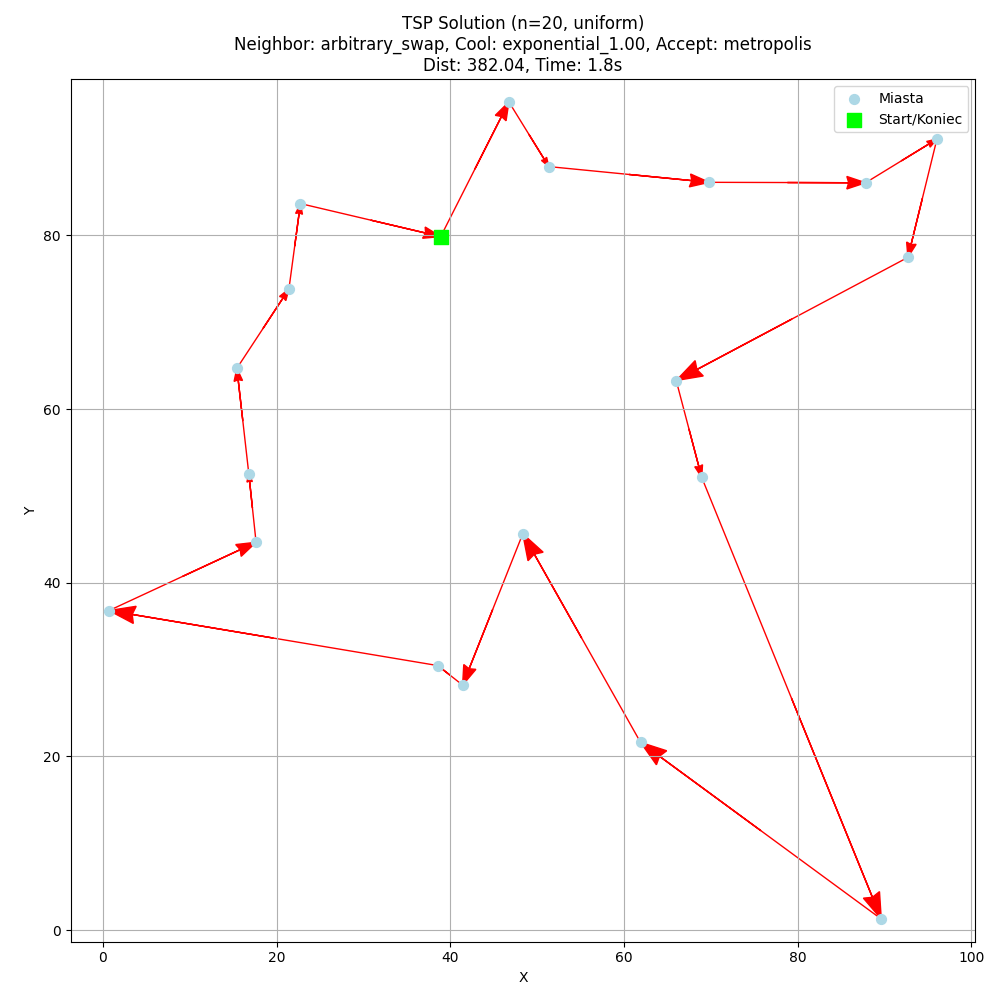 TSP Solution (n=20, uniform)
Neighbor: arbitrary_swap, Cool: exponential_1.00, Accept: metropolis
Dist: 382.04, Time: 1.8s
Miasta
Start/Koniec
Y
80
60
40
20
0
0 20 40 60 80 100
X